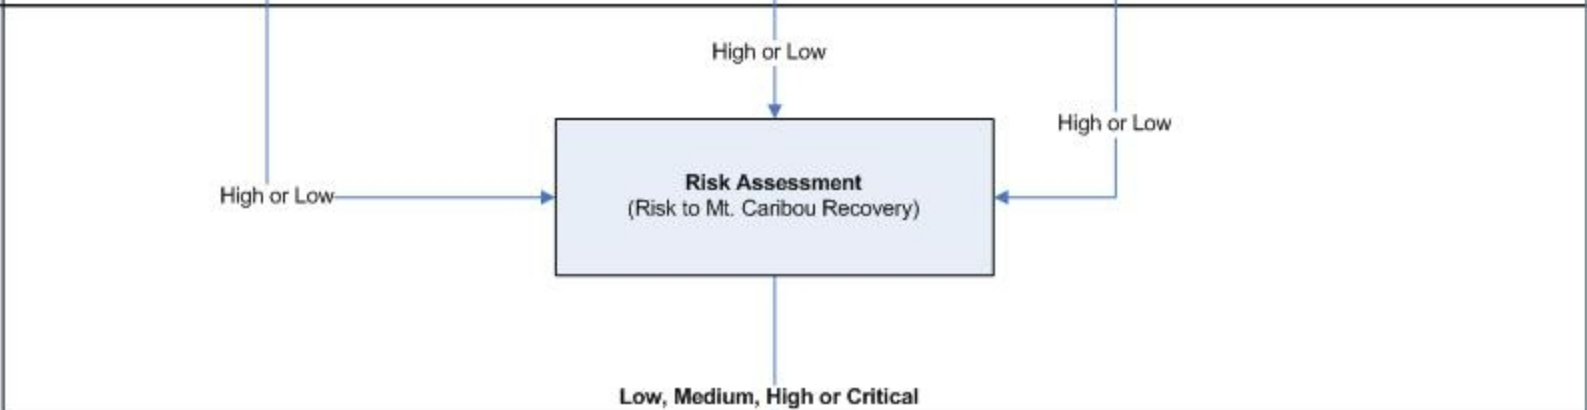 High or Low
High or Low
Risk Assessment
High or Low
(Risk to Mt. Caribou Recovery)
Low, Medium, High or Critical